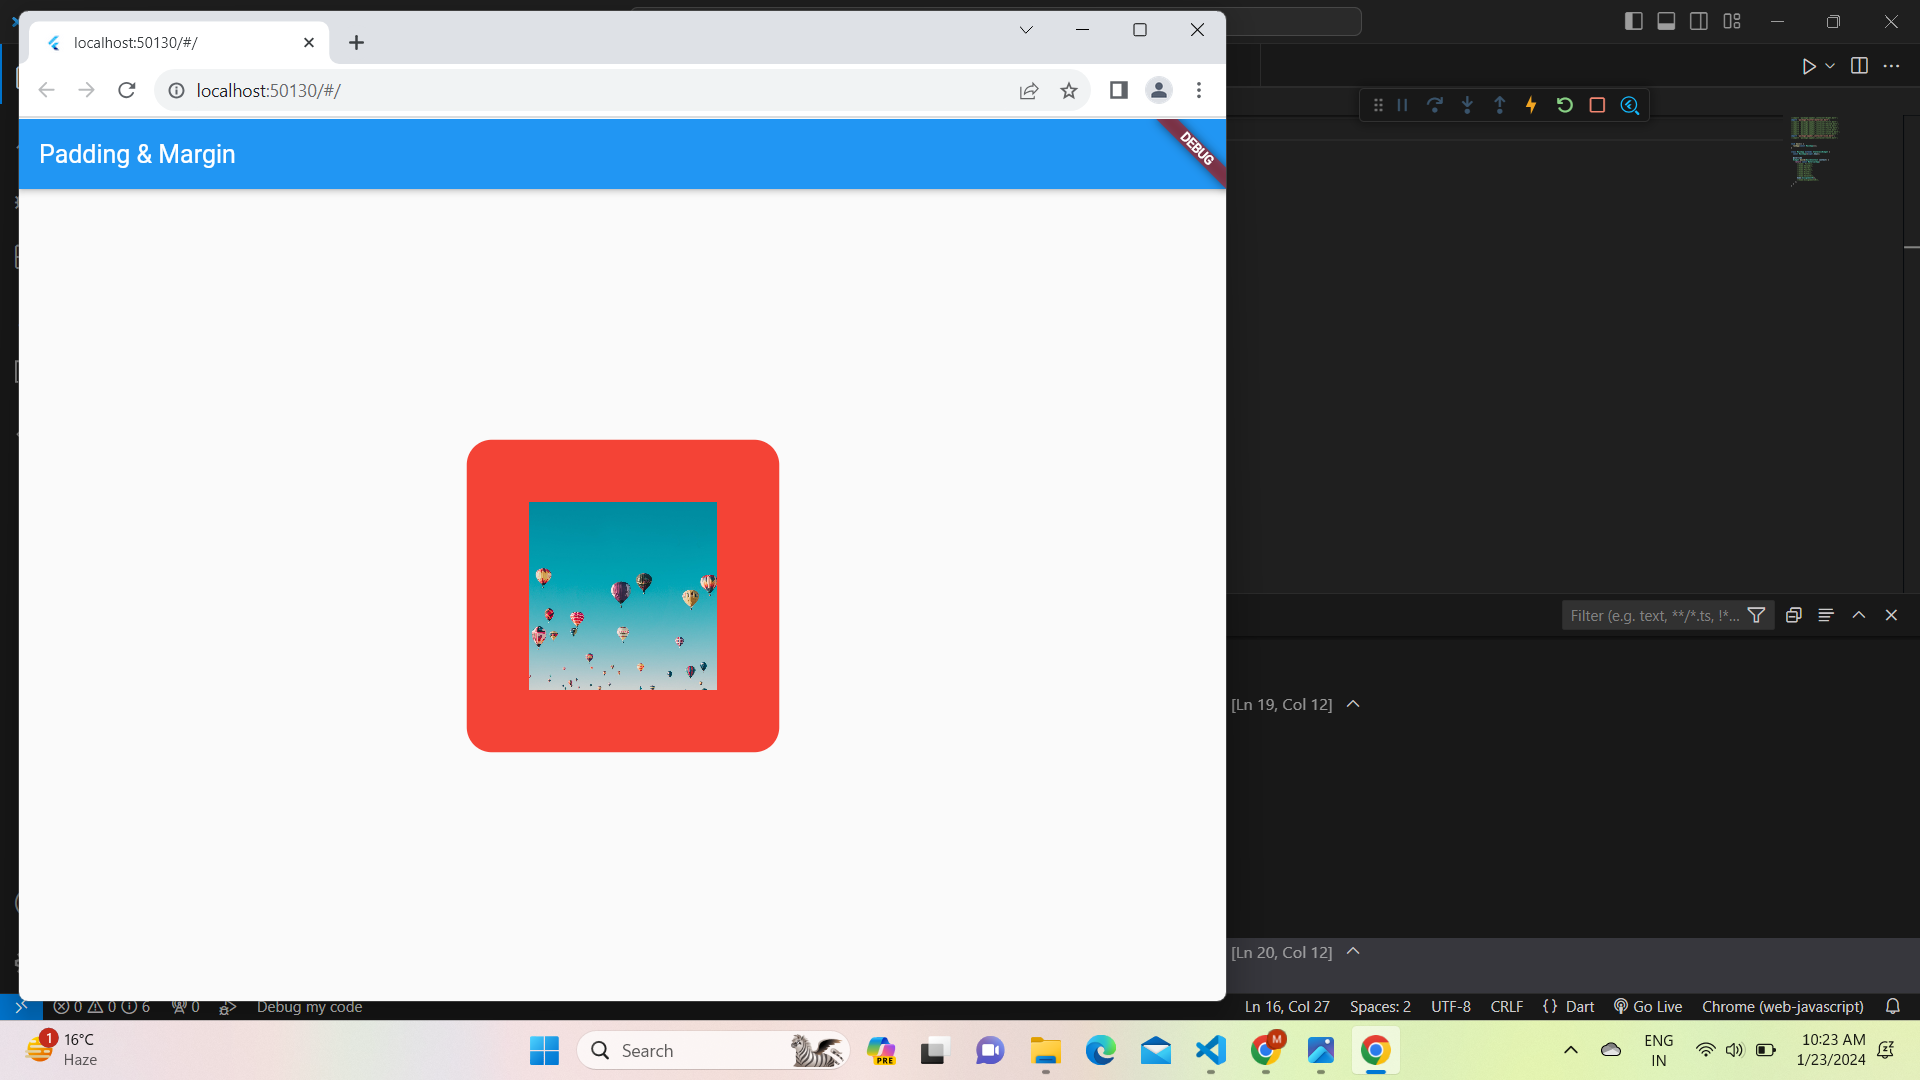 localhost:50130/#/
localhost:50130/#/
Padding & Margin
DEBUG
Filter (e.g. text, **/*.ts, !*...
[Ln 19, Col 12]
[Ln 20, Col 12]
0 0 6 0 Debug my code
Ln 16, Col 27 Spaces: 2 UTF-8 CRLF {} Dart Go Live Chrome (web-javascript)
1
16°C
Haze
Search
PRE
M
ENG
IN
10:23 AM
1/23/2024